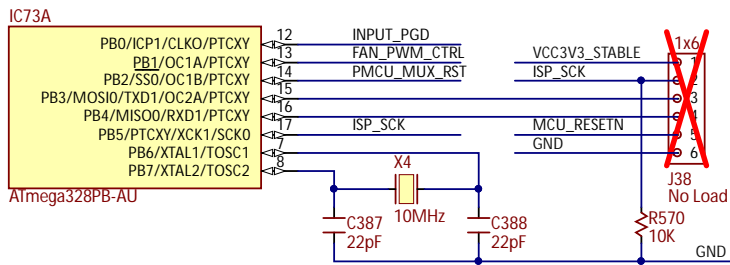 IC73A
PB0/ICP1/CLKO/PTCXY 12 INPUT_PGD
PB1/OC1A/PTCXY 13 FAN_PWM_CTRL
PB2/SS0/OC1B/PTCXY 14 PMCU_MUX_RST
PB3/MOSI0/TXD1/OC2A/PTCXY 15
PB4/MISO0/RXD1/PTCXY 16
PB5/PTCXY/XCK1/SCK0 17 ISP_SCK
PB6/XTAL1/TOSC1 7
PB7/XTAL2/TOSC2 8
ATmega328PB-AU
1x6
VCC3V3_STABLE 1
ISP_SCK 2
3
4
MCU_RESETN 5
GND 6
J38
No Load
X4
10MHz
C387
22pF
C388
22pF
R570
10K
GND